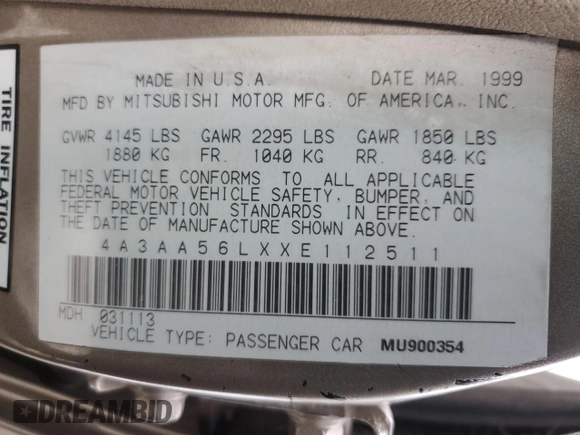 TIRE INFLATION
MADE IN U.S.A. DATE MAR. 1999
MFD BY MITSUBISHI MOTOR MFG. OF AMERICA. INC.
GVWR 4145 LBS GAWR 2295 LBS GAWR 1850 LBS
1880 KG FR. 1040 KG RR. 840 KG
THIS VEHICLE CONFORMS TO ALL APPLICABLE
FEDERAL MOTOR VEHICLE SAFETY, BUMPER, AND
THEFT PREVENTION STANDARDS IN EFFECT ON
THE DATE OF MANUFACTURE SHOWN ABOVE.
4A3AA56LXXE112511
MDH 031113
VEHICLE TYPE: PASSENGER CAR MU900354
DREAMBID